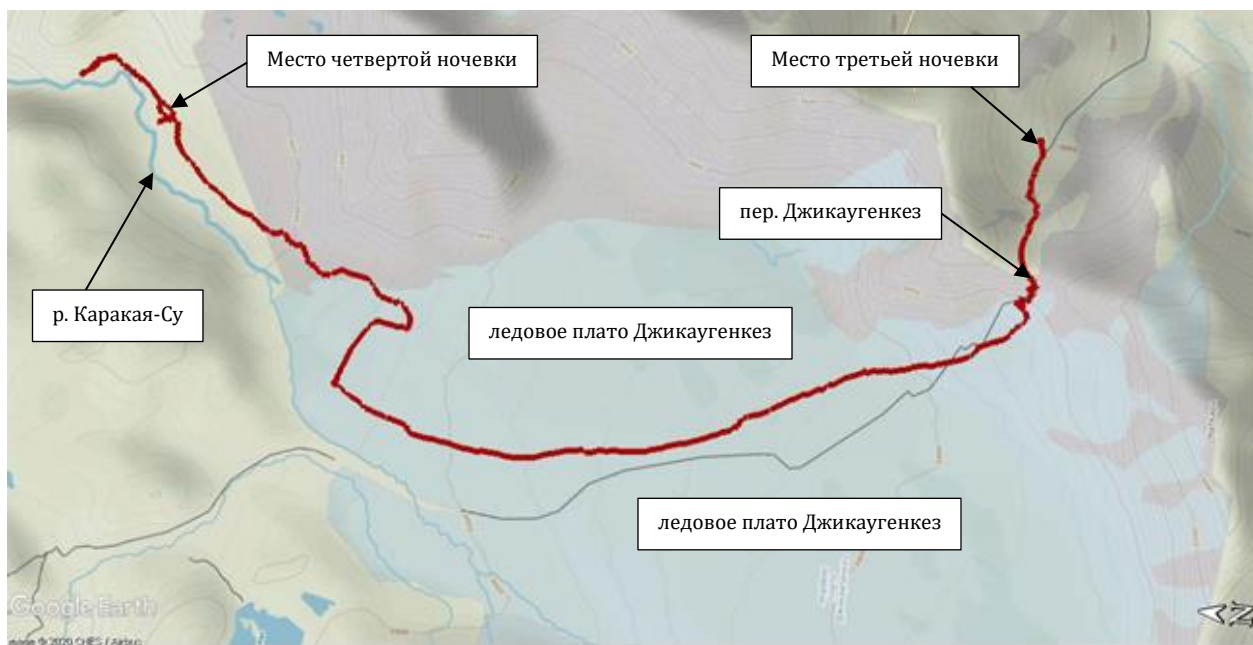 Место четвертой ночевки
Место третьей ночевки
пер. Джикаугенкез
р. Каракая-Су
ледовое плато Джикаугенкез
ледовое плато Джикаугенкез
Google Earth